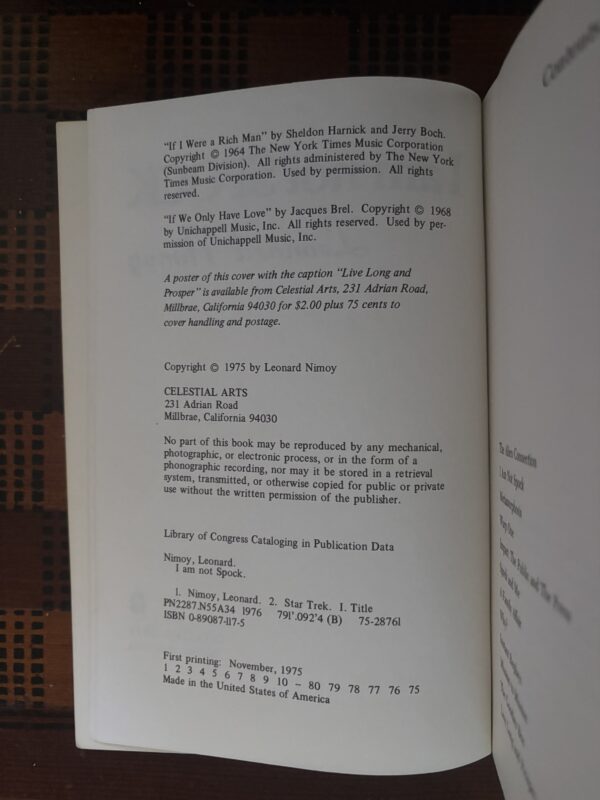 "If I Were a Rich Man" by Sheldon Harnick and Jerry Boch.
Copyright © 1964 The New York Times Music Corporation
(Sunbeam Division). All rights administered by The New York
Times Music Corporation. Used by permission. All rights
reserved.
"If We Only Have Love" by Jacques Brel. Copyright © 1968
by Unichappell Music, Inc. All rights reserved. Used by per-
mission of Unichappell Music, Inc.
A poster of this cover with the caption "Live Long and
Prosper" is available from Celestial Arts, 231 Adrian Road,
Millbrae, California 94030 for $2.00 plus 75 cents to
cover handling and postage.
Copyright © 1975 by Leonard Nimoy
CELESTIAL ARTS
231 Adrian Road
Millbrae, California 94030
No part of this book may be reproduced by any mechanical,
photographic, or electronic process, or in the form of a
phonographic recording, nor may it be stored in a retrieval
system, transmitted, or otherwise copied for public or private
use without the written permission of the publisher.
Library of Congress Cataloging in Publication Data
Nimoy, Leonard.
I am not Spock.
1. Nimoy, Leonard. 2. Star Trek. I. Title
PN2287.N55A34 1976 791'.092'4 (B) 75-28761
ISBN 0-89087-117-5
First printing: November, 1975
1 2 3 4 5 6 7 8 9 10 – 80 79 78 77 76 75
Made in the United States of America
Contents
The Alien Connection
I Am Not Spock
Metamorphosis
Spock and Me